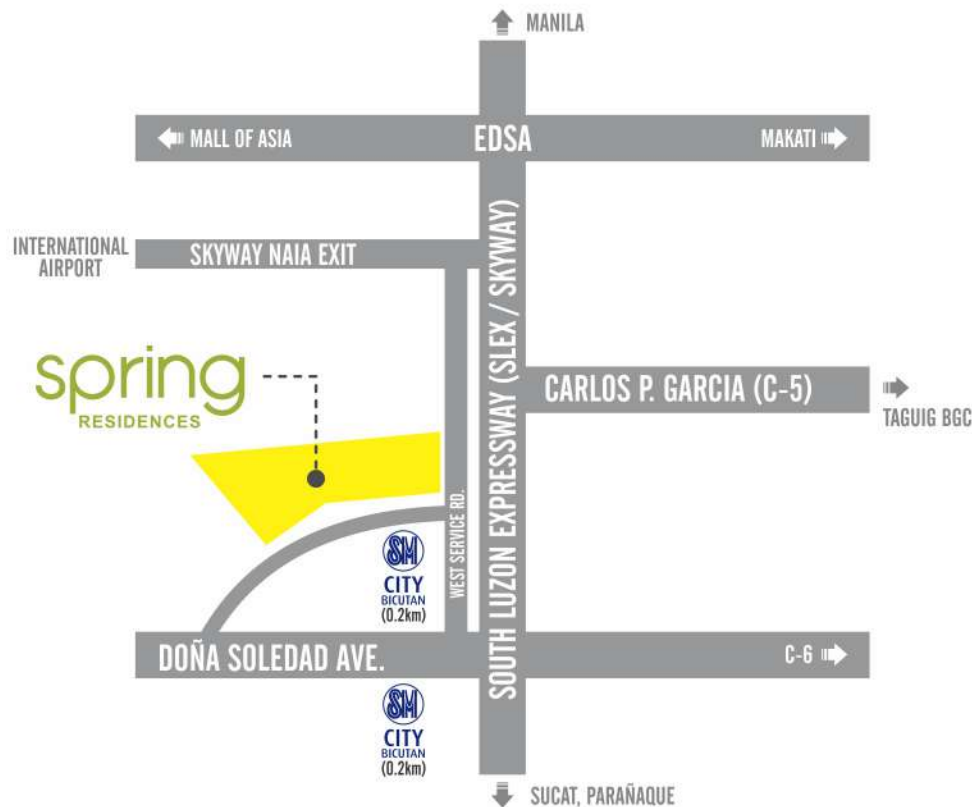 MANILA
MALL OF ASIA
EDSA
MAKATI
INTERNATIONAL
AIRPORT
SKYWAY NAIA EXIT
SOUTH LUZON EXPRESSWAY (SLEX / SKYWAY)
spring
RESIDENCES
CARLOS P. GARCIA (C-5)
TAGUIG BGC
WEST SERVICE RD.
SM
CITY
BICUTAN
(0.2km)
DOÑA SOLEDAD AVE.
C-6
SM
CITY
BICUTAN
(0.2km)
SUCAT, PARAÑAQUE